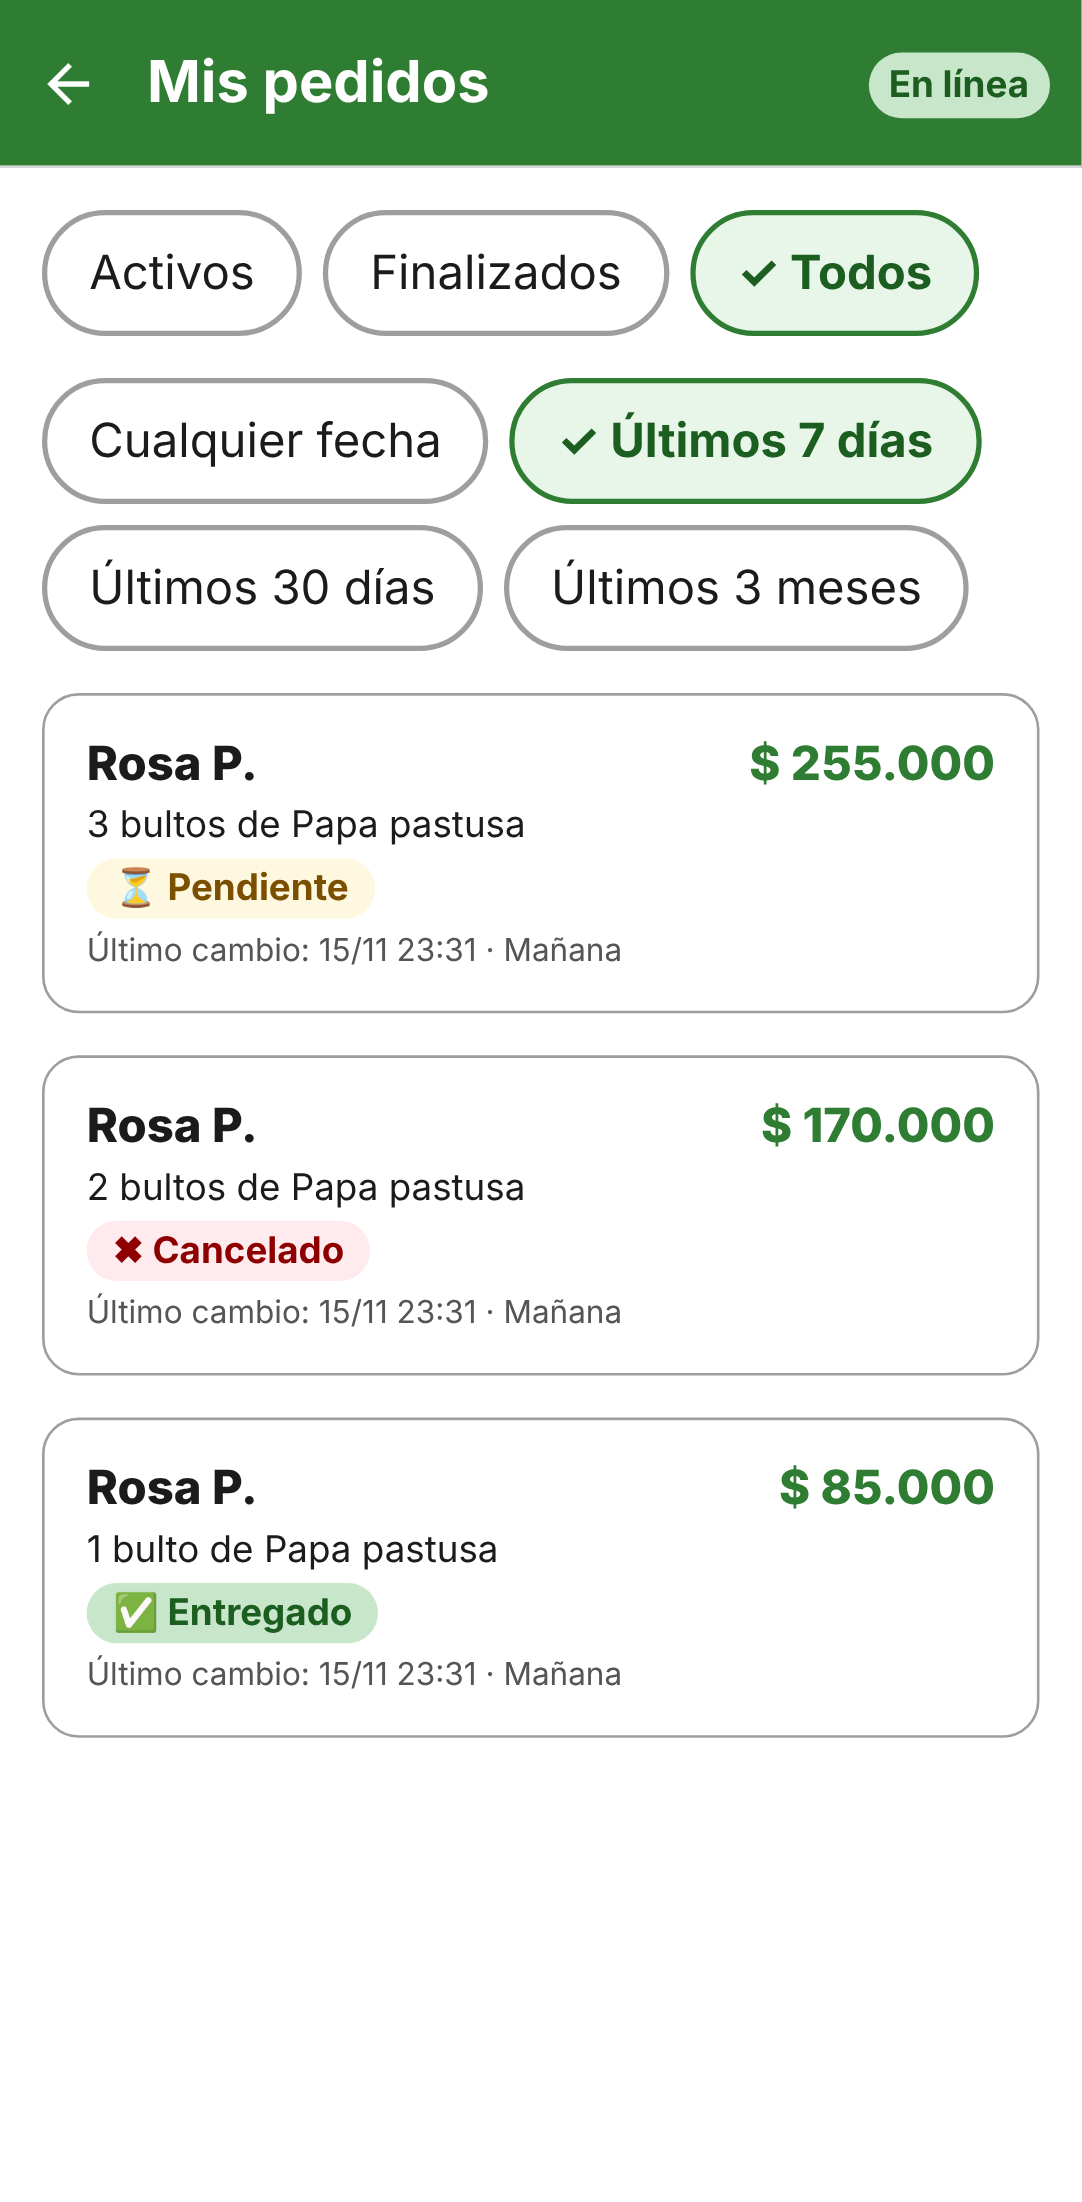 Mis pedidos
En línea
Activos
Finalizados
✓ Todos
Cualquier fecha
✓ Últimos 7 días
Últimos 30 días
Últimos 3 meses
Rosa P.
$ 255.000
3 bultos de Papa pastusa
⏳ Pendiente
Último cambio: 15/11 23:31 · Mañana
Rosa P.
$ 170.000
2 bultos de Papa pastusa
✖ Cancelado
Último cambio: 15/11 23:31 · Mañana
Rosa P.
$ 85.000
1 bulto de Papa pastusa
✅ Entregado
Último cambio: 15/11 23:31 · Mañana